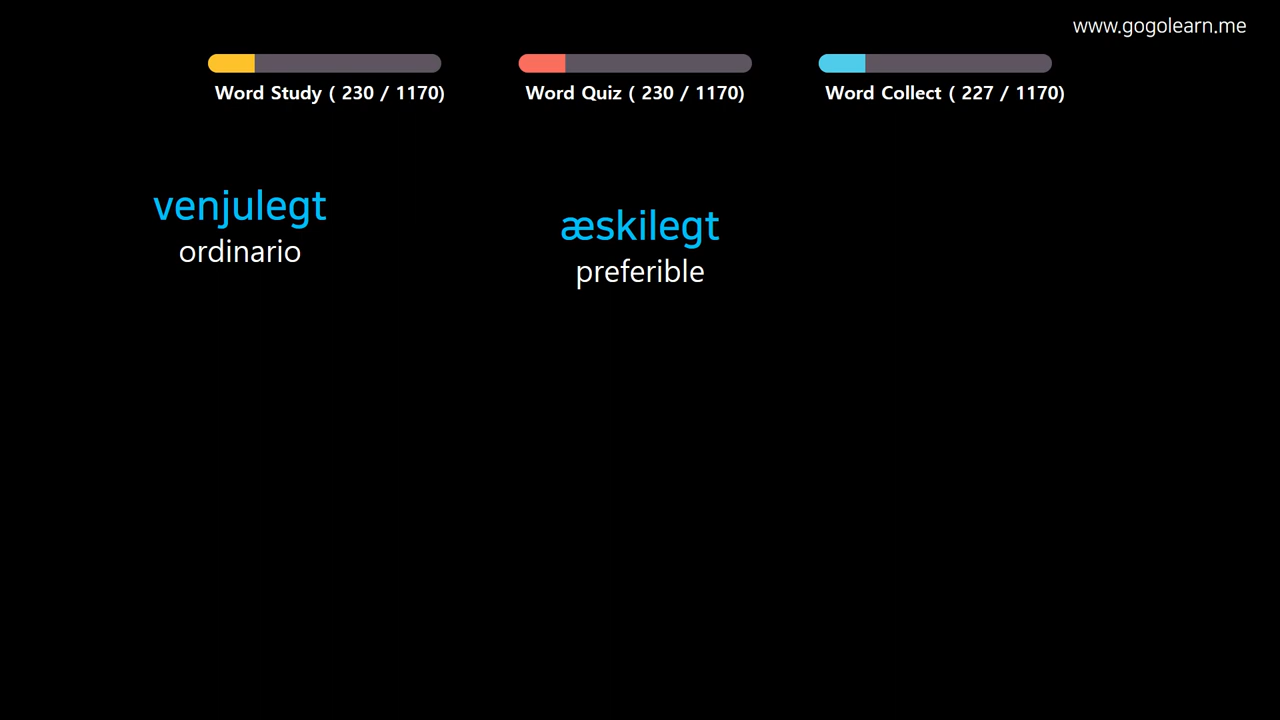 www.gogolearn.me
Word Study ( 230 / 1170)
Word Quiz ( 230 / 1170)
Word Collect ( 227 / 1170)
venjulegt
ordinario
æskilegt
preferible